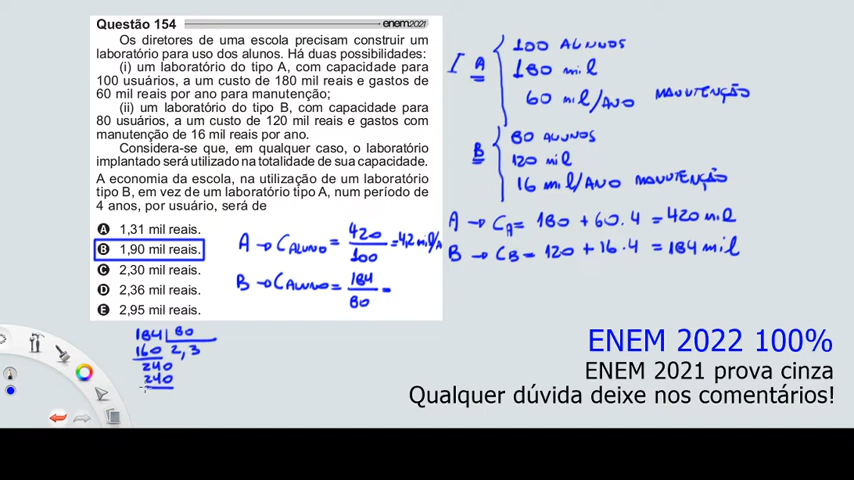 Questão 154 enem2021
Os diretores de uma escola precisam construir um
laboratório para uso dos alunos. Há duas possibilidades:
(i) um laboratório do tipo A, com capacidade para
100 usuários, a um custo de 180 mil reais e gastos de
60 mil reais por ano para manutenção;
(ii) um laboratório do tipo B, com capacidade para
80 usuários, a um custo de 120 mil reais e gastos com
manutenção de 16 mil reais por ano.
Considera-se que, em qualquer caso, o laboratório
implantado será utilizado na totalidade de sua capacidade.
A economia da escola, na utilização de um laboratório
tipo B, em vez de um laboratório tipo A, num período de
4 anos, por usuário, será de
A 1,31 mil reais.
B 1,90 mil reais.
C 2,30 mil reais.
D 2,36 mil reais.
E 2,95 mil reais.
A → CALUNO = 420/100 = 4,2 mil/A
B → CALUNO = 184/80 =
184 80
160 2,3
240
240
I A
100 ALUNOS
180 mil
60 mil/ANO MANUTENÇÃO
B
80 ALUNOS
120 mil
16 mil/ANO MANUTENÇÃO
A → CA = 180 + 60.4 = 420 mil
B → CB = 120 + 16.4 = 184 mil
ENEM 2022 100%
ENEM 2021 prova cinza
Qualquer dúvida deixe nos comentários!